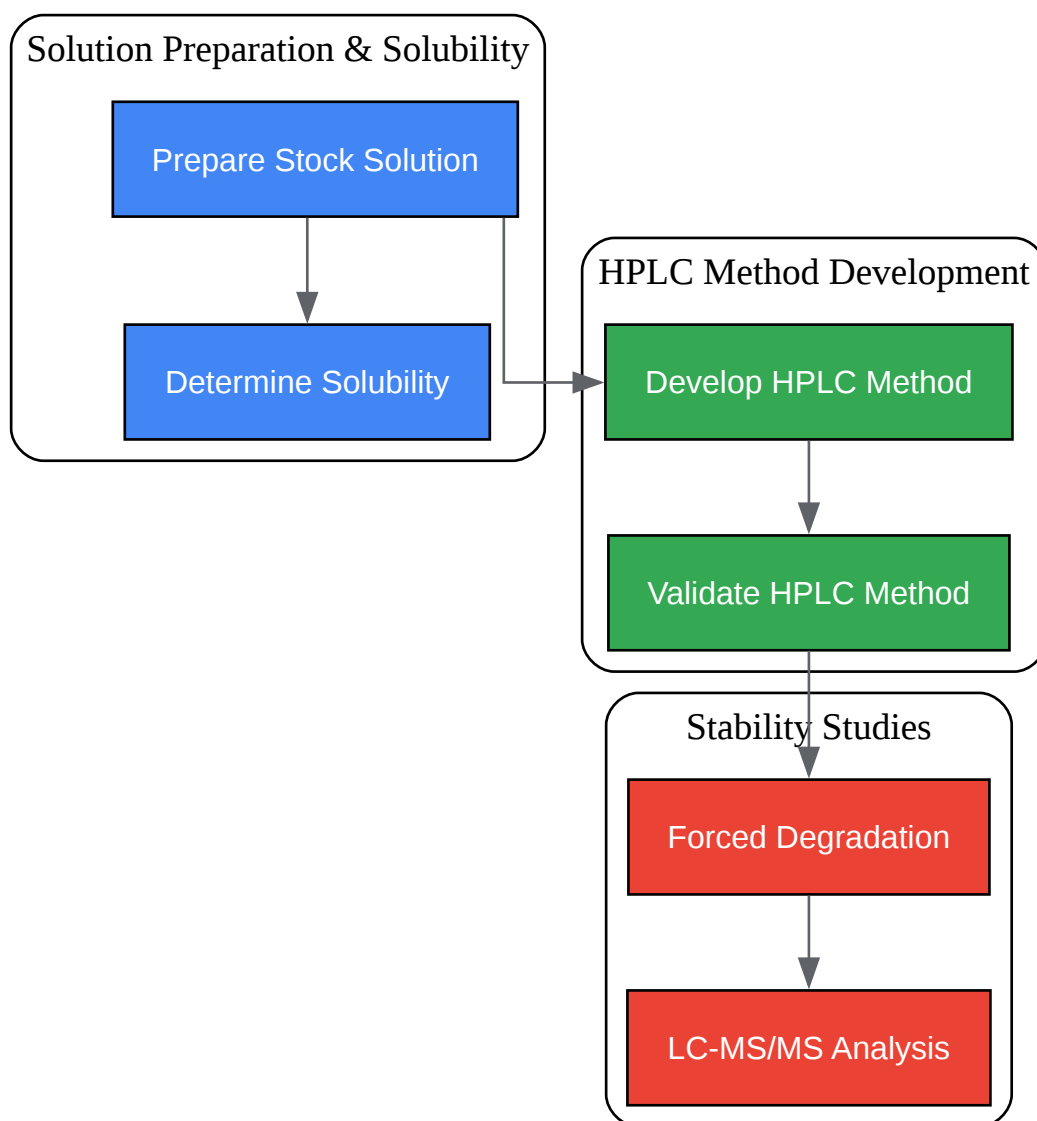 Solution Preparation & Solubility
Prepare Stock Solution
Determine Solubility
HPLC Method Development
Develop HPLC Method
Validate HPLC Method
Stability Studies
Forced Degradation
LC-MS/MS Analysis